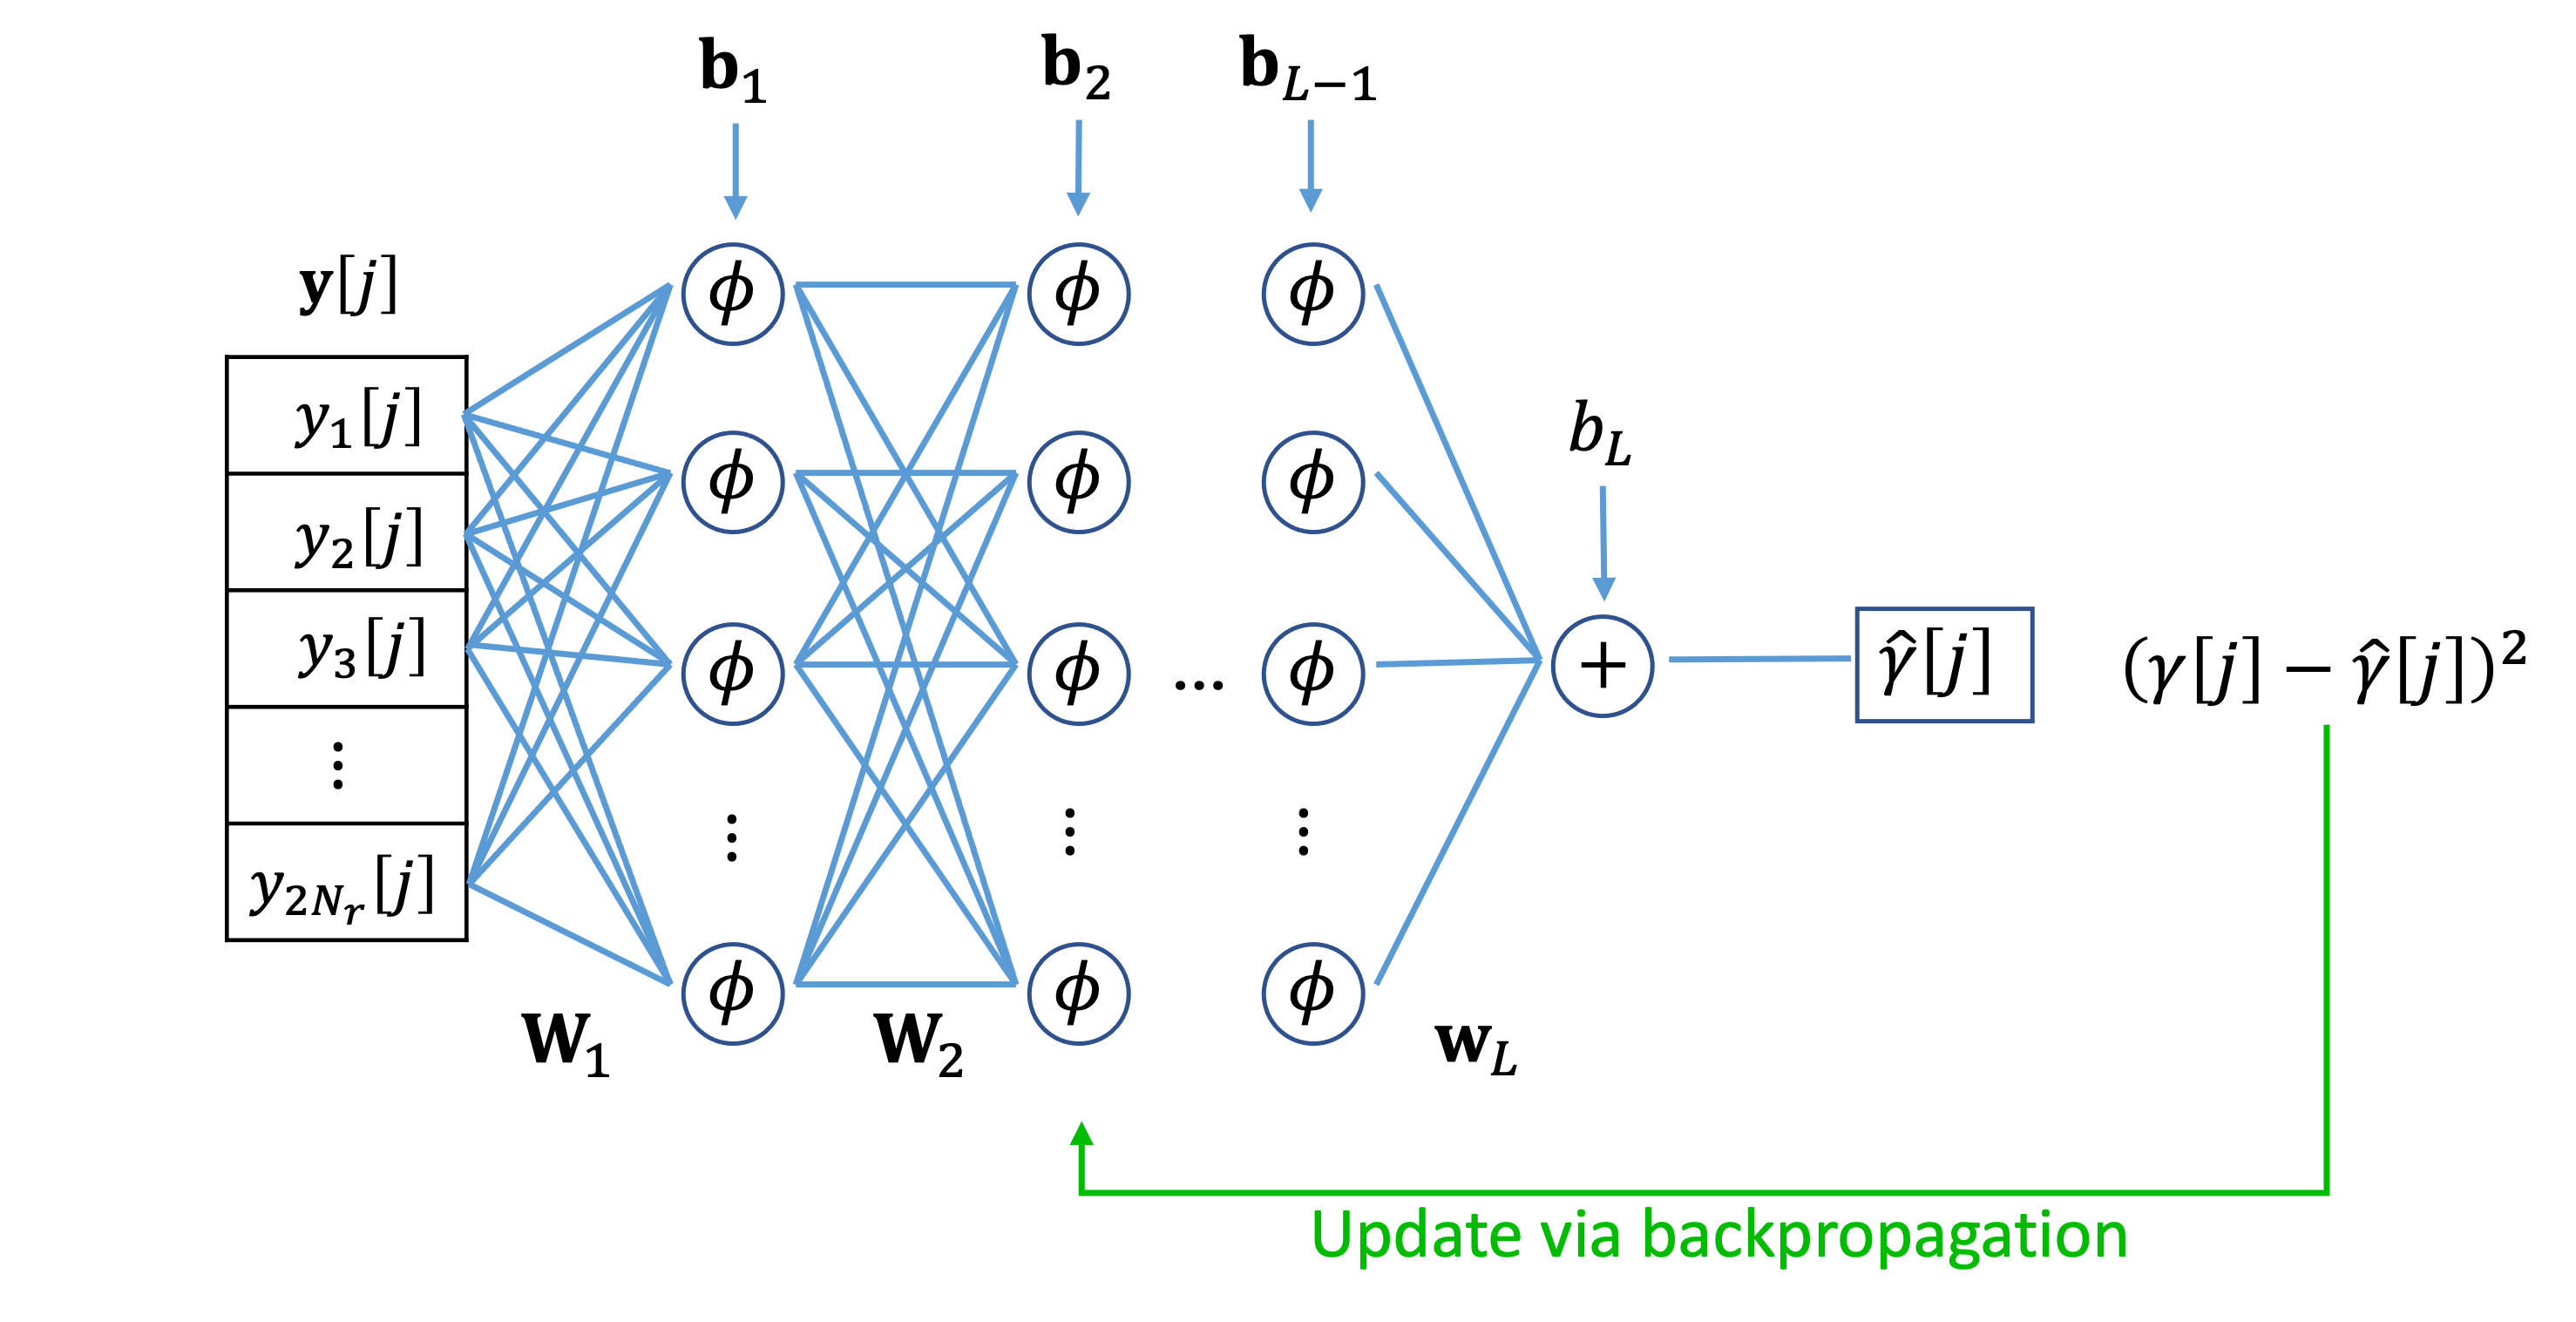 𝐛₁ 𝐛₂ 𝐛_{L−1}
𝐲[j]
y₁[j]
y₂[j]
y₃[j]
⋮
y_{2N_r}[j]
ϕ ϕ ϕ
ϕ ϕ ϕ
ϕ ϕ … ϕ
⋮ ⋮ ⋮
ϕ ϕ ϕ
b_L
+
γ̂[j]
(γ[j] − γ̂[j])²
𝐖₁ 𝐖₂ 𝐰_L
Update via backpropagation